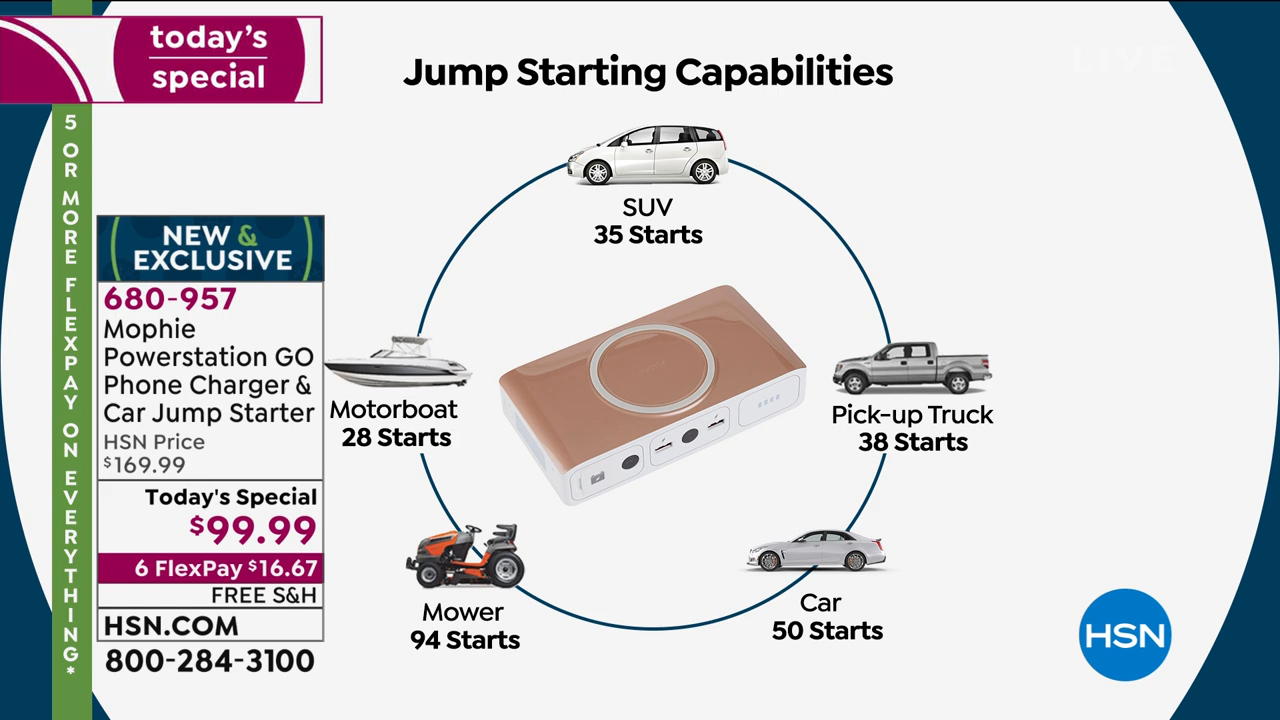 today's
special
5 OR MORE FLEXPAY ON EVERYTHING*
NEW &
EXCLUSIVE
680-957
Mophie
Powerstation GO
Phone Charger &
Car Jump Starter
HSN Price
$169.99
Today's Special
$99.99
6 FlexPay $16.67
FREE S&H
HSN.COM
800-284-3100
Jump Starting Capabilities
LIVE
SUV
35 Starts
Motorboat
28 Starts
Pick-up Truck
38 Starts
Mower
94 Starts
Car
50 Starts
HSN